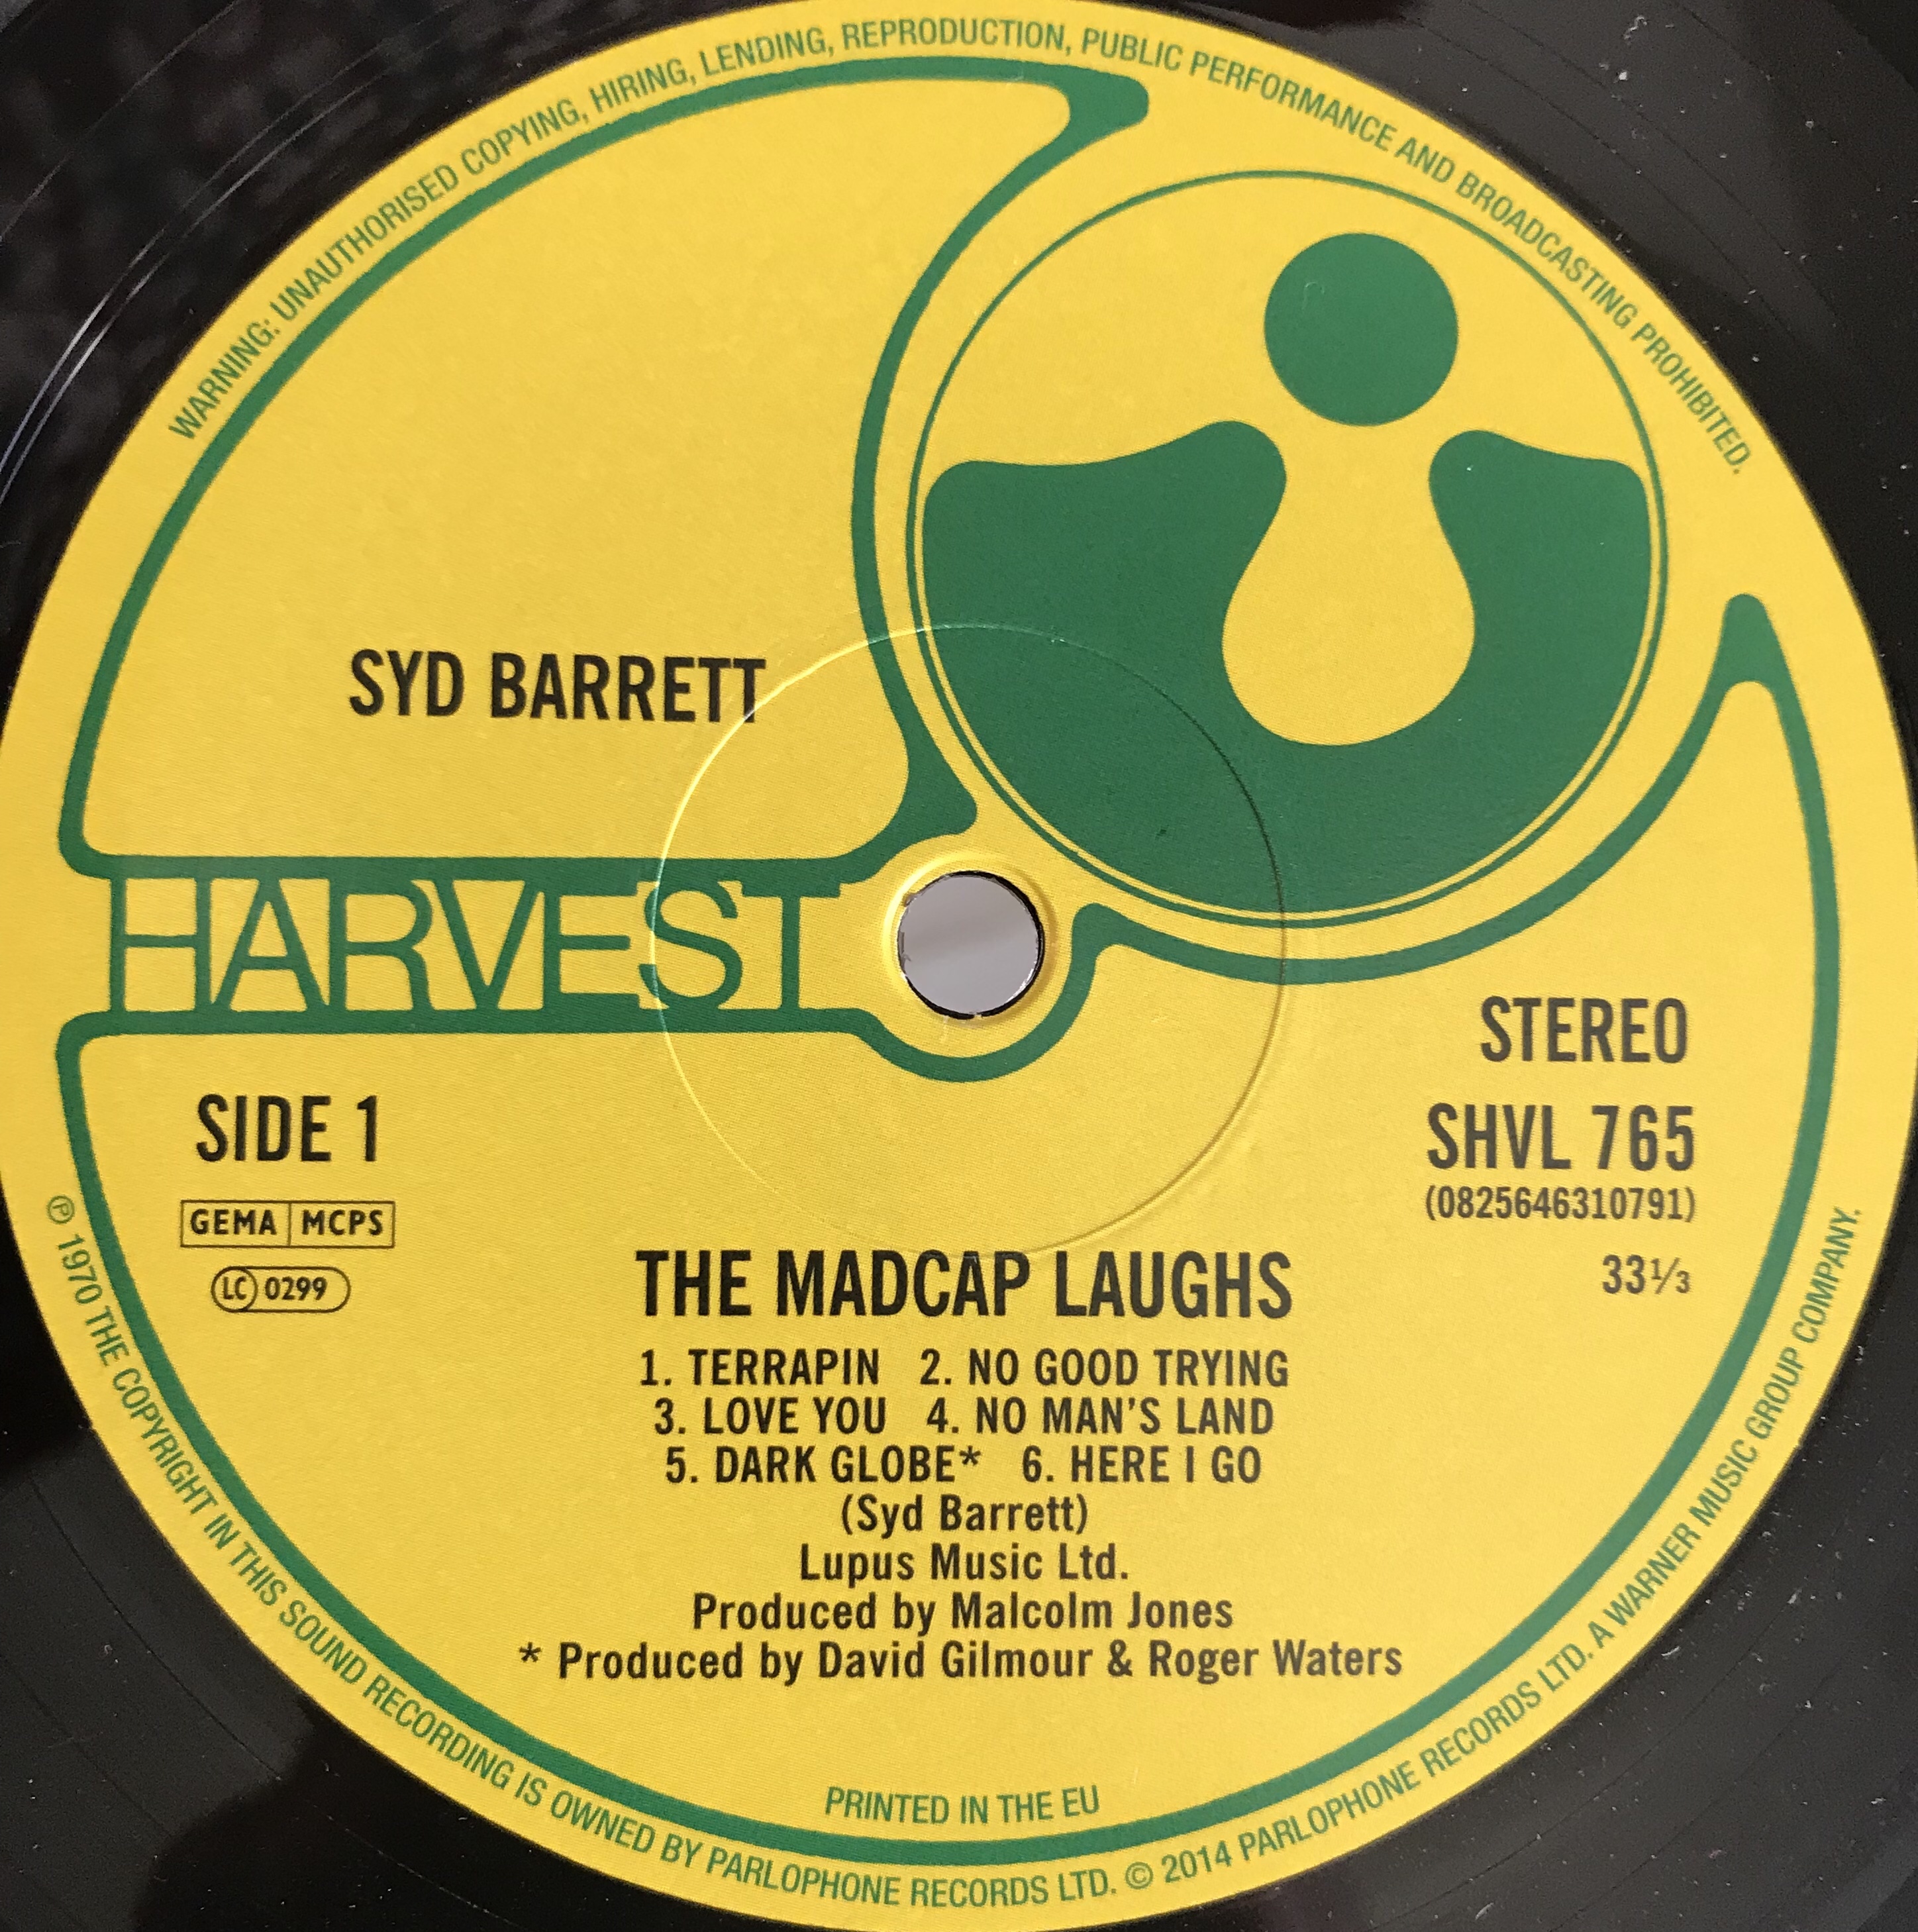 WARNING: UNAUTHORISED COPYING, HIRING, LENDING, REPRODUCTION, PUBLIC PERFORMANCE AND BROADCASTING PROHIBITED.
SYD BARRETT
HARVEST
STEREO
SIDE 1
SHVL 765
(0825646310791)
GEMA MCPS
33⅓
LC 0299
THE MADCAP LAUGHS
1. TERRAPIN 2. NO GOOD TRYING
3. LOVE YOU 4. NO MAN'S LAND
5. DARK GLOBE* 6. HERE I GO
(Syd Barrett)
Lupus Music Ltd.
Produced by Malcolm Jones
* Produced by David Gilmour & Roger Waters
PRINTED IN THE EU
℗ 1970 THE COPYRIGHT IN THIS SOUND RECORDING IS OWNED BY PARLOPHONE RECORDS LTD. © 2014 PARLOPHONE RECORDS LTD. A WARNER MUSIC GROUP COMPANY.